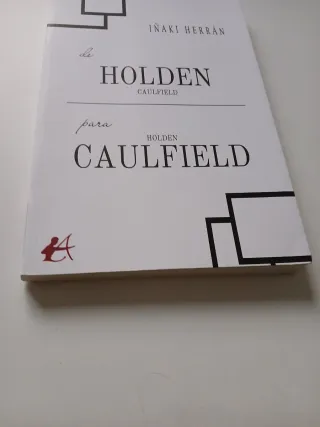 IÑAKI HERRÁN
de
HOLDEN
CAULFIELD
para
HOLDEN
CAULFIELD
A